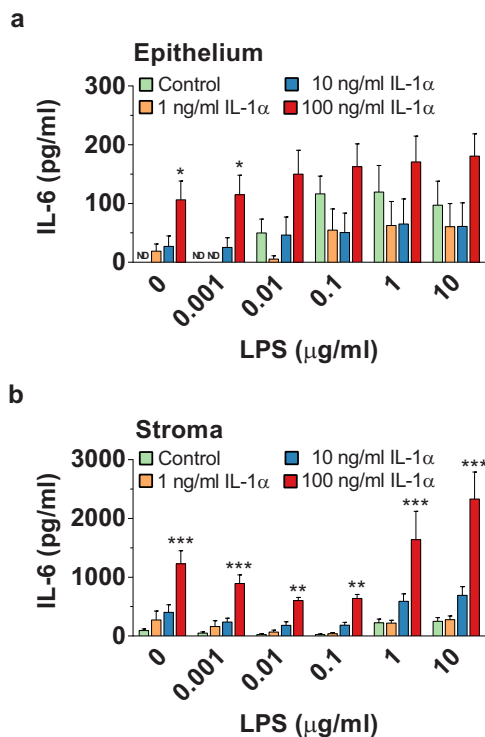 a
Epithelium
Control
10 ng/ml IL-1α
1 ng/ml IL-1α
100 ng/ml IL-1α
IL-6 (pg/ml)
300
200
100
0
ND
*
ND ND
*
0
0.001
0.01
0.1
1
10
LPS (μg/ml)
b
Stroma
Control
10 ng/ml IL-1α
1 ng/ml IL-1α
100 ng/ml IL-1α
IL-6 (pg/ml)
3000
2000
1000
0
***
***
**
**
***
***
0
0.001
0.01
0.1
1
10
LPS (μg/ml)